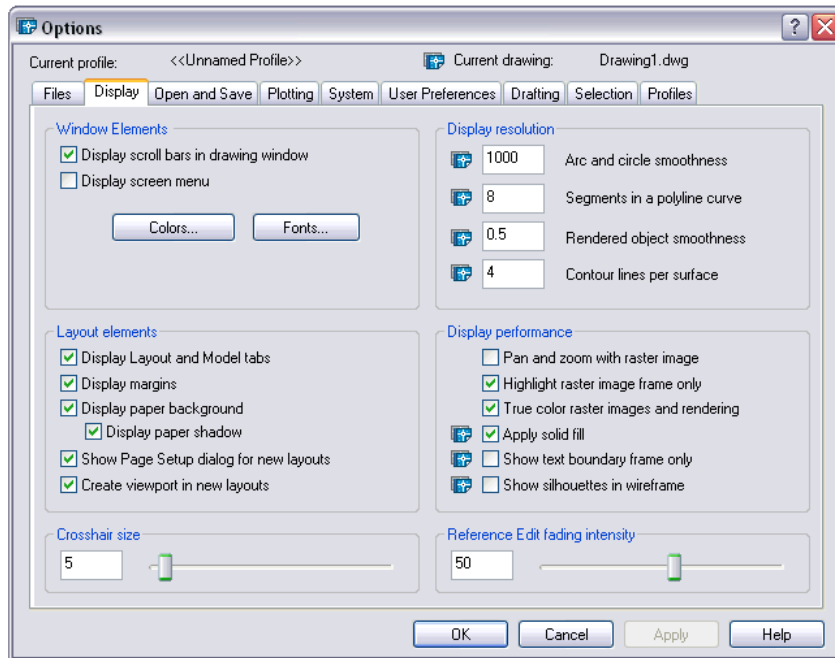 Options
Current profile: <<Unnamed Profile>> Current drawing: Drawing1.dwg
Files Display Open and Save Plotting System User Preferences Drafting Selection Profiles
Window Elements
Display scroll bars in drawing window
Display screen menu
Colors... Fonts...
Display resolution
1000 Arc and circle smoothness
8 Segments in a polyline curve
0.5 Rendered object smoothness
4 Contour lines per surface
Layout elements
Display Layout and Model tabs
Display margins
Display paper background
Display paper shadow
Show Page Setup dialog for new layouts
Create viewport in new layouts
Display performance
Pan and zoom with raster image
Highlight raster image frame only
True color raster images and rendering
Apply solid fill
Show text boundary frame only
Show silhouettes in wireframe
Crosshair size
5
Reference Edit fading intensity
50
OK Cancel Apply Help